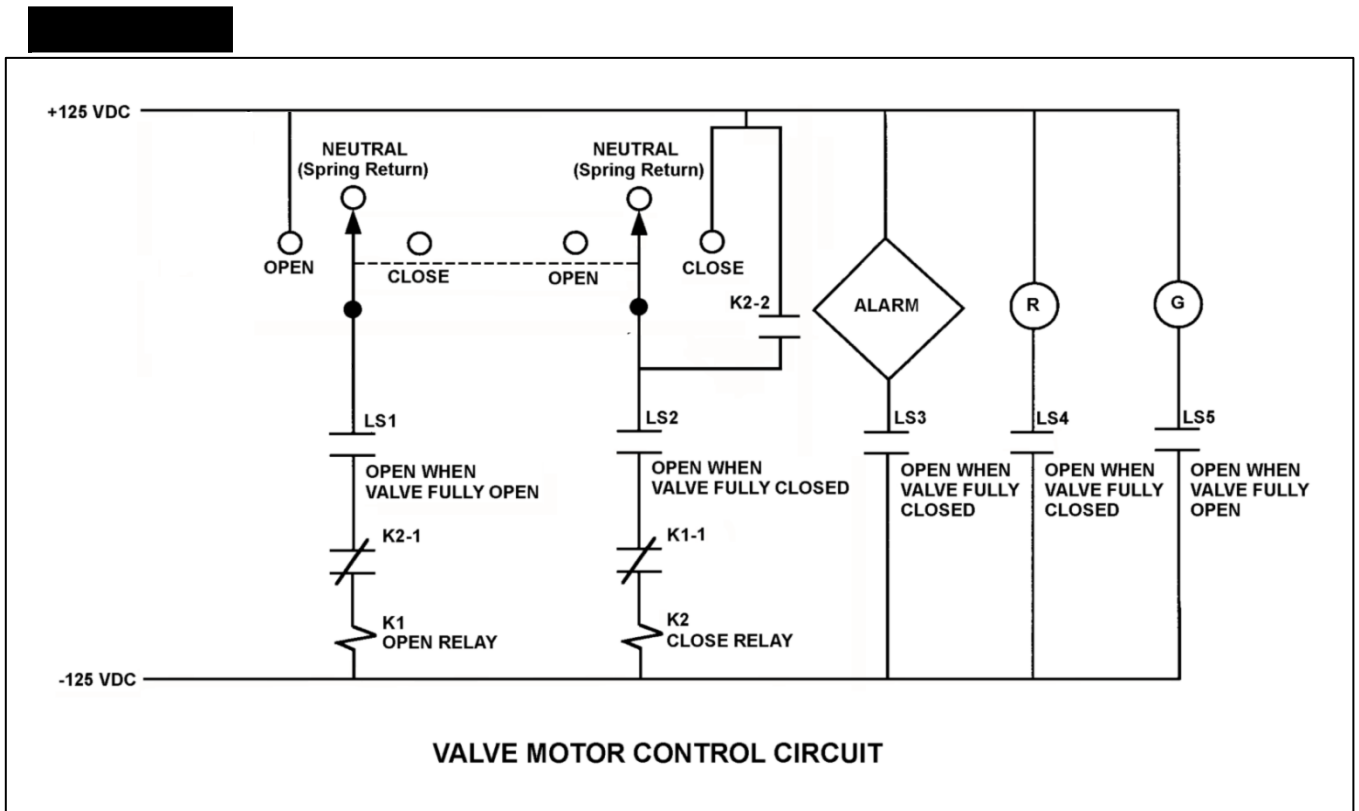 +125 VDC
NEUTRAL
(Spring Return)
NEUTRAL
(Spring Return)
OPEN
CLOSE
OPEN
CLOSE
K2-2
ALARM
R
G
LS1
OPEN WHEN
VALVE FULLY OPEN
LS2
OPEN WHEN
VALVE FULLY CLOSED
LS3
OPEN WHEN
VALVE FULLY
CLOSED
LS4
OPEN WHEN
VALVE FULLY
CLOSED
LS5
OPEN WHEN
VALVE FULLY
OPEN
K2-1
K1-1
K1
OPEN RELAY
K2
CLOSE RELAY
-125 VDC
VALVE MOTOR CONTROL CIRCUIT